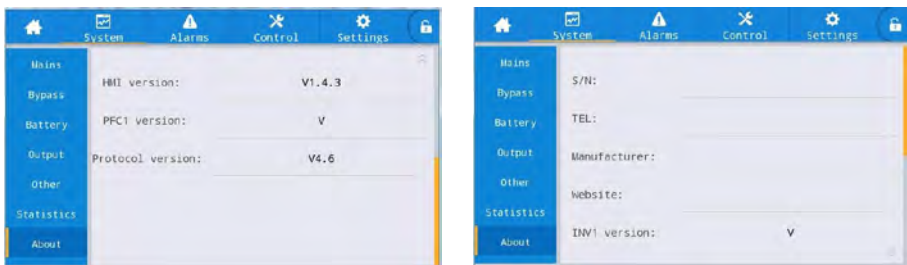 System Alarms Control Settings
Mains
Bypass
Battery
Output
Other
Statistics
About
HMI version: V1.4.3
PFC1 version: V
Protocol version: V4.6
System Alarms Control Settings
Mains
Bypass
Battery
Output
Other
Statistics
About
S/N:
TEL:
Manufacturer:
Website:
INV1 version: V